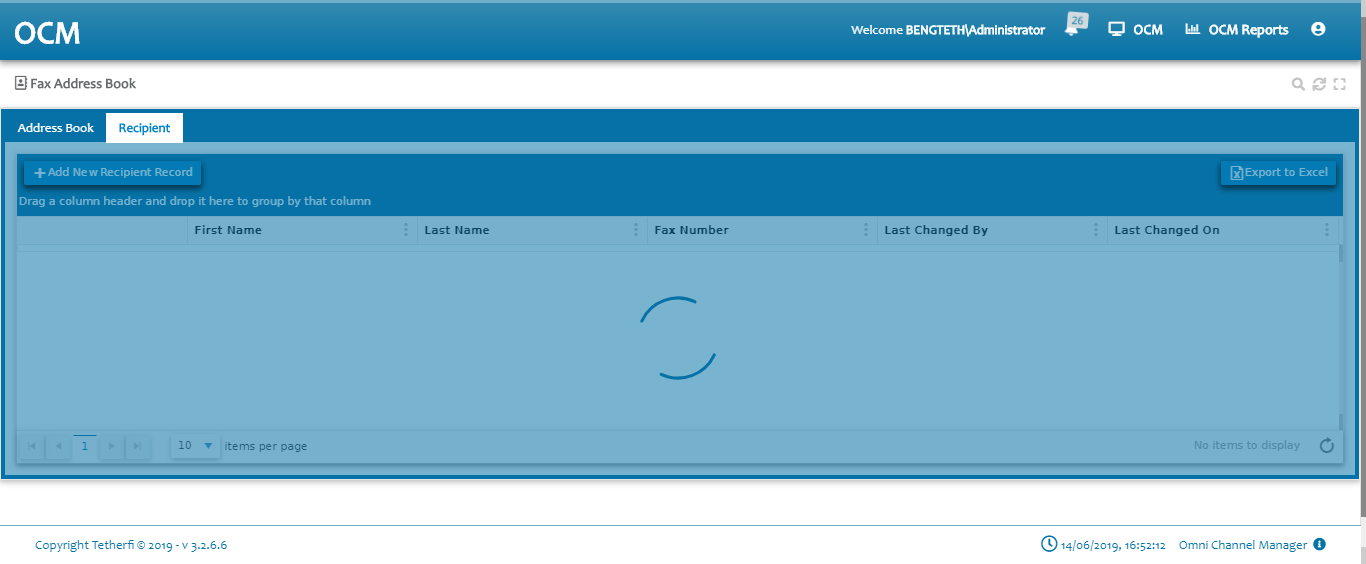 OCM
Welcome BENGTETH\Administrator 26 OCM OCM Reports
Fax Address Book
Address Book Recipient
Add New Recipient Record Export to Excel
Drag a column header and drop it here to group by that column
First Name Last Name Fax Number Last Changed By Last Changed On
1 10 items per page No items to display
Copyright Tetherfi © 2019 - v 3.2.6.6 14/06/2019, 16:52:12 Omni Channel Manager